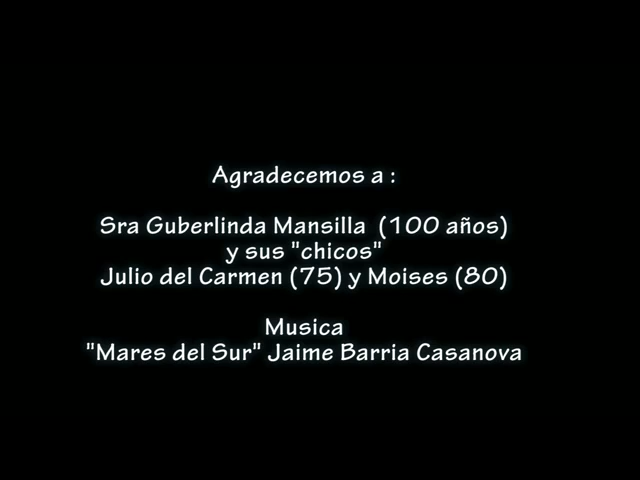 Agradecemos a :
Sra Guberlinda Mansilla (100 años)
y sus "chicos"
Julio del Carmen (75) y Moises (80)
Musica
"Mares del Sur" Jaime Barria Casanova